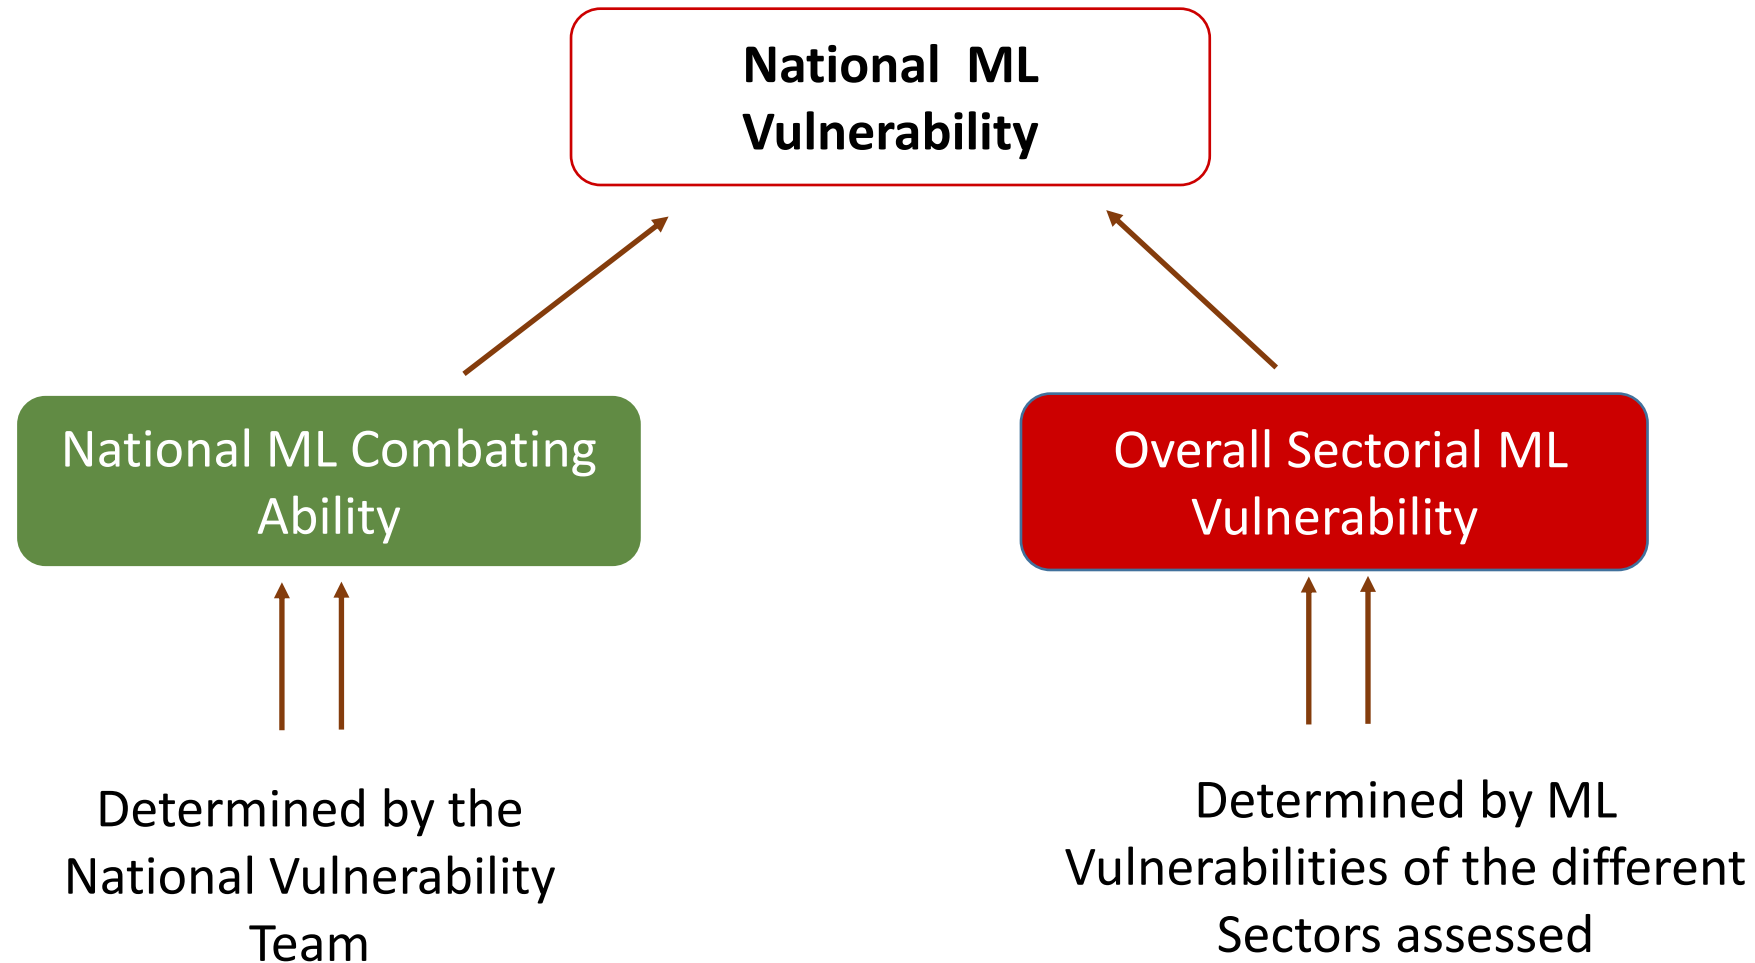 National ML
Vulnerability
National ML Combating
Ability
Overall Sectorial ML
Vulnerability
Determined by the
National Vulnerability
Team
Determined by ML
Vulnerabilities of the different
Sectors assessed